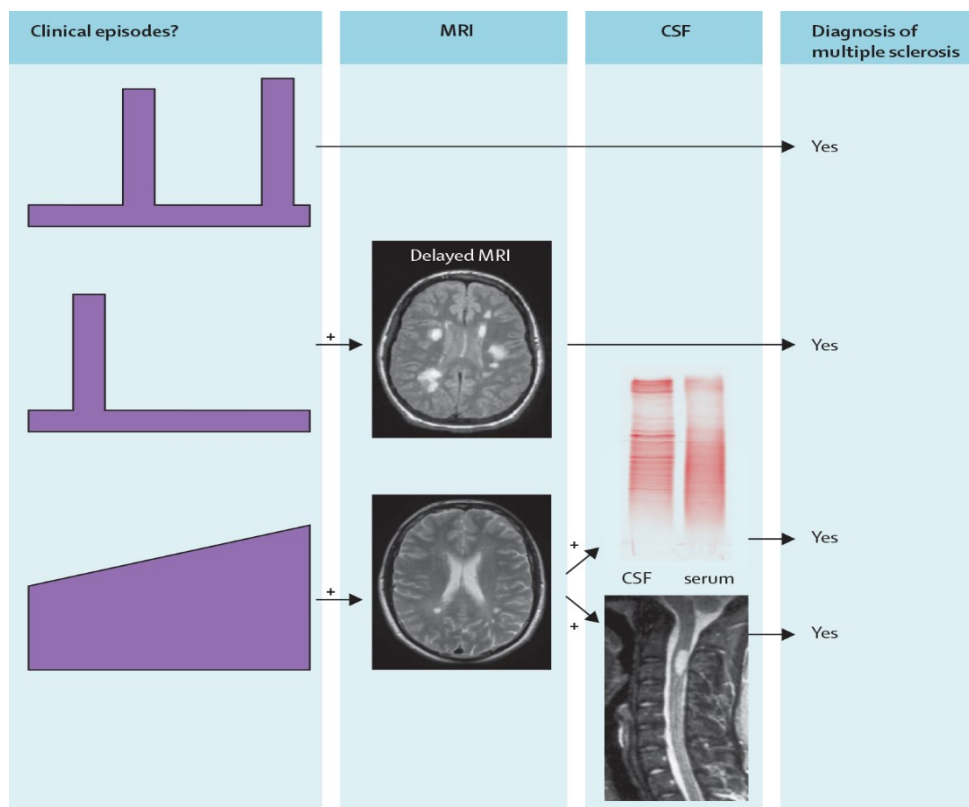 Clinical episodes?
MRI
CSF
Diagnosis of
multiple sclerosis
Yes
Delayed MRI
+
Yes
+
+
+
Yes
CSF
serum
Yes